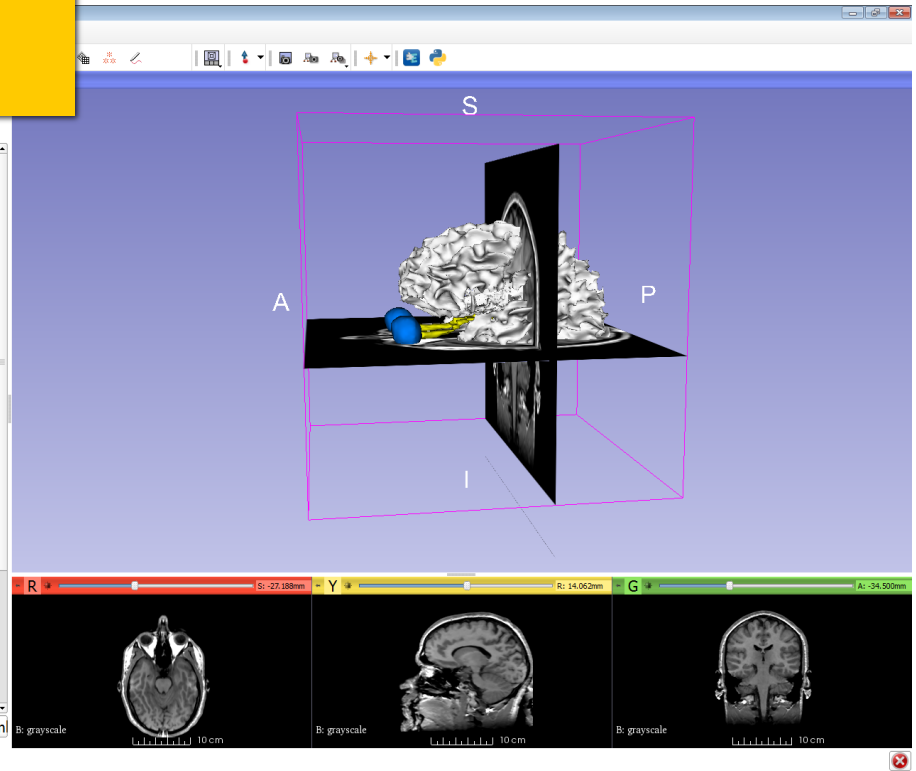 S
A
P
I
R
S: -27.188mm
Y
R: 14.062mm
G
A: -34.500mm
B: grayscale
10 cm
B: grayscale
10 cm
B: grayscale
10 cm